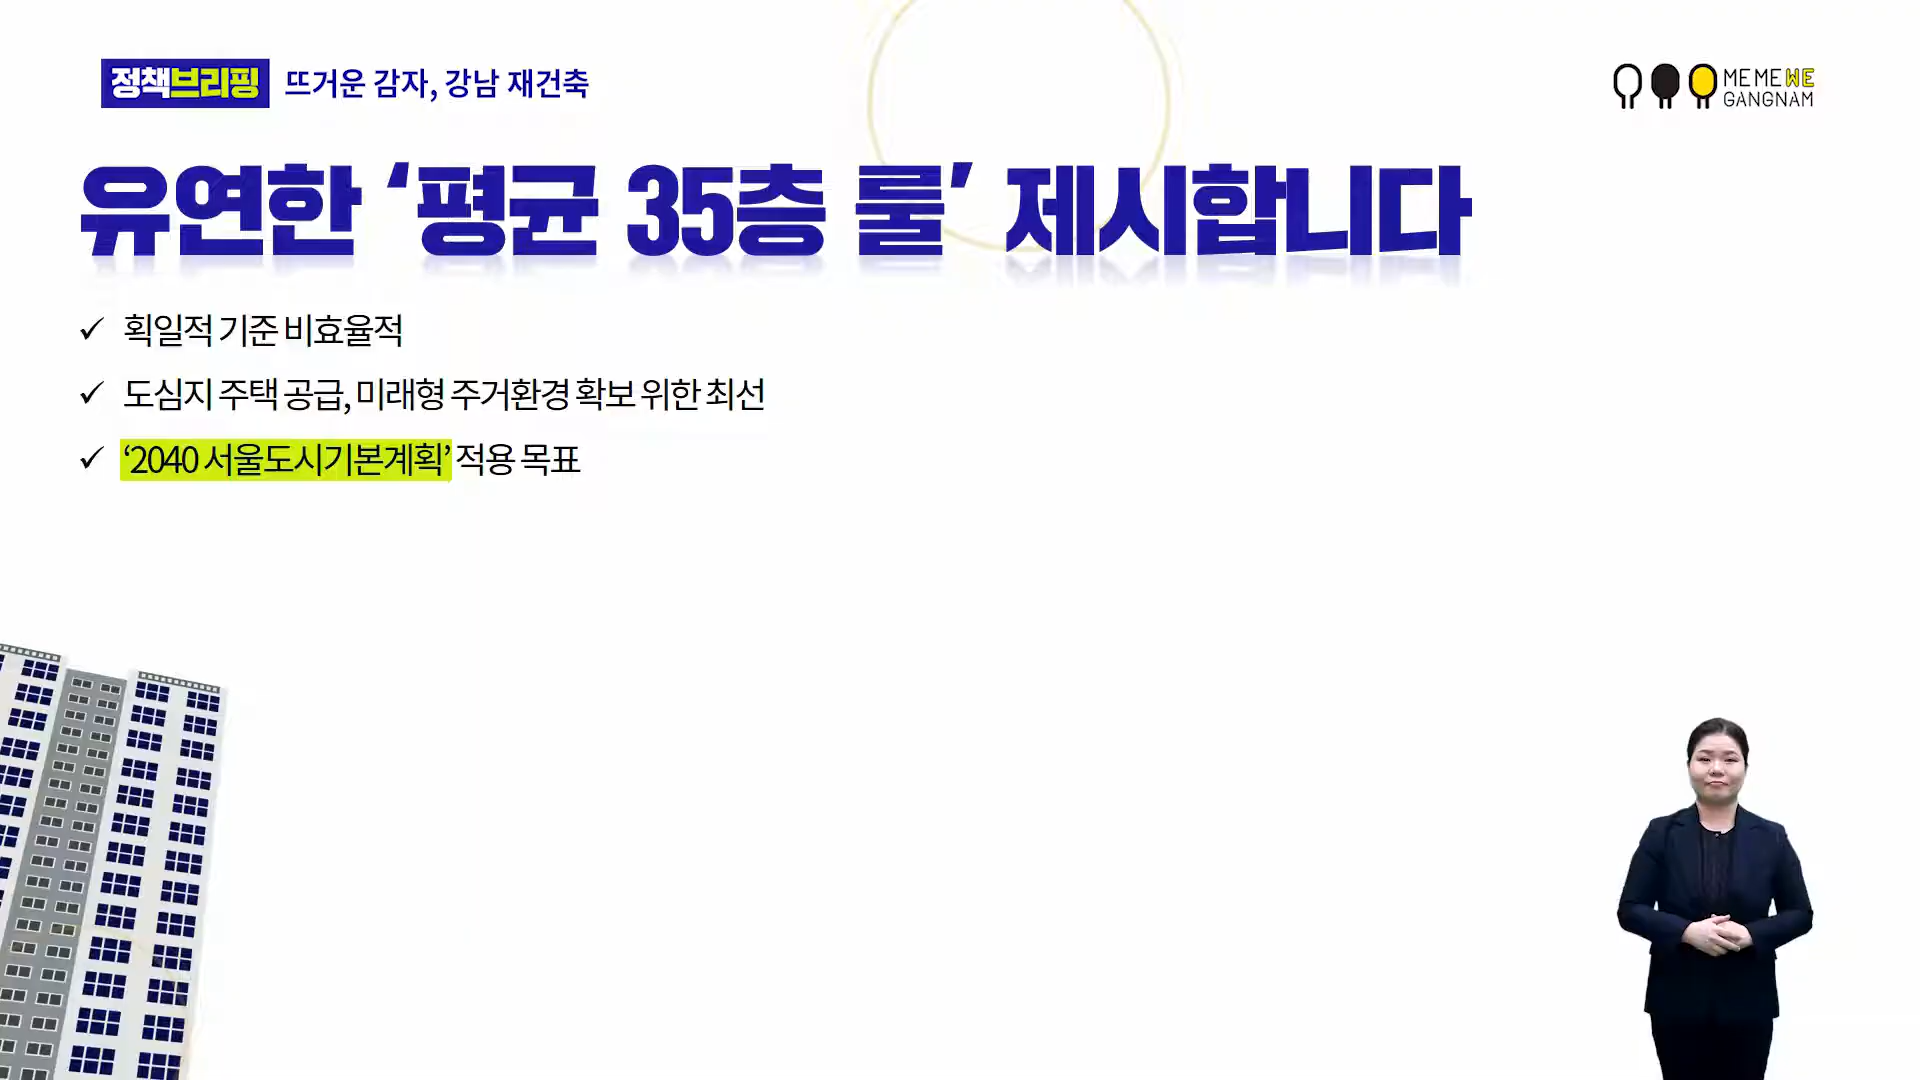 정책브리핑 뜨거운 감자, 강남 재건축
MEMEWE
GANGNAM
유연한 ‘평균 35층 룰’ 제시합니다
✓ 획일적 기준 비효율적
✓ 도심지 주택 공급, 미래형 주거환경 확보 위한 최선
✓ ‘2040 서울도시기본계획’ 적용 목표